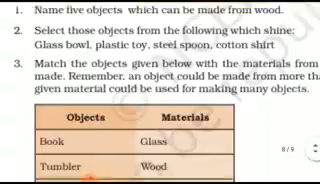 1. Name five objects which can be made from wood.
2. Select those objects from the following which shine:
Glass bowl, plastic toy, steel spoon, cotton shirt
3. Match the objects given below with the materials from
made. Remember, an object could be made from more th
given material could be used for making many objects.
Objects Materials
Book Glass
Tumbler Wood
8/9